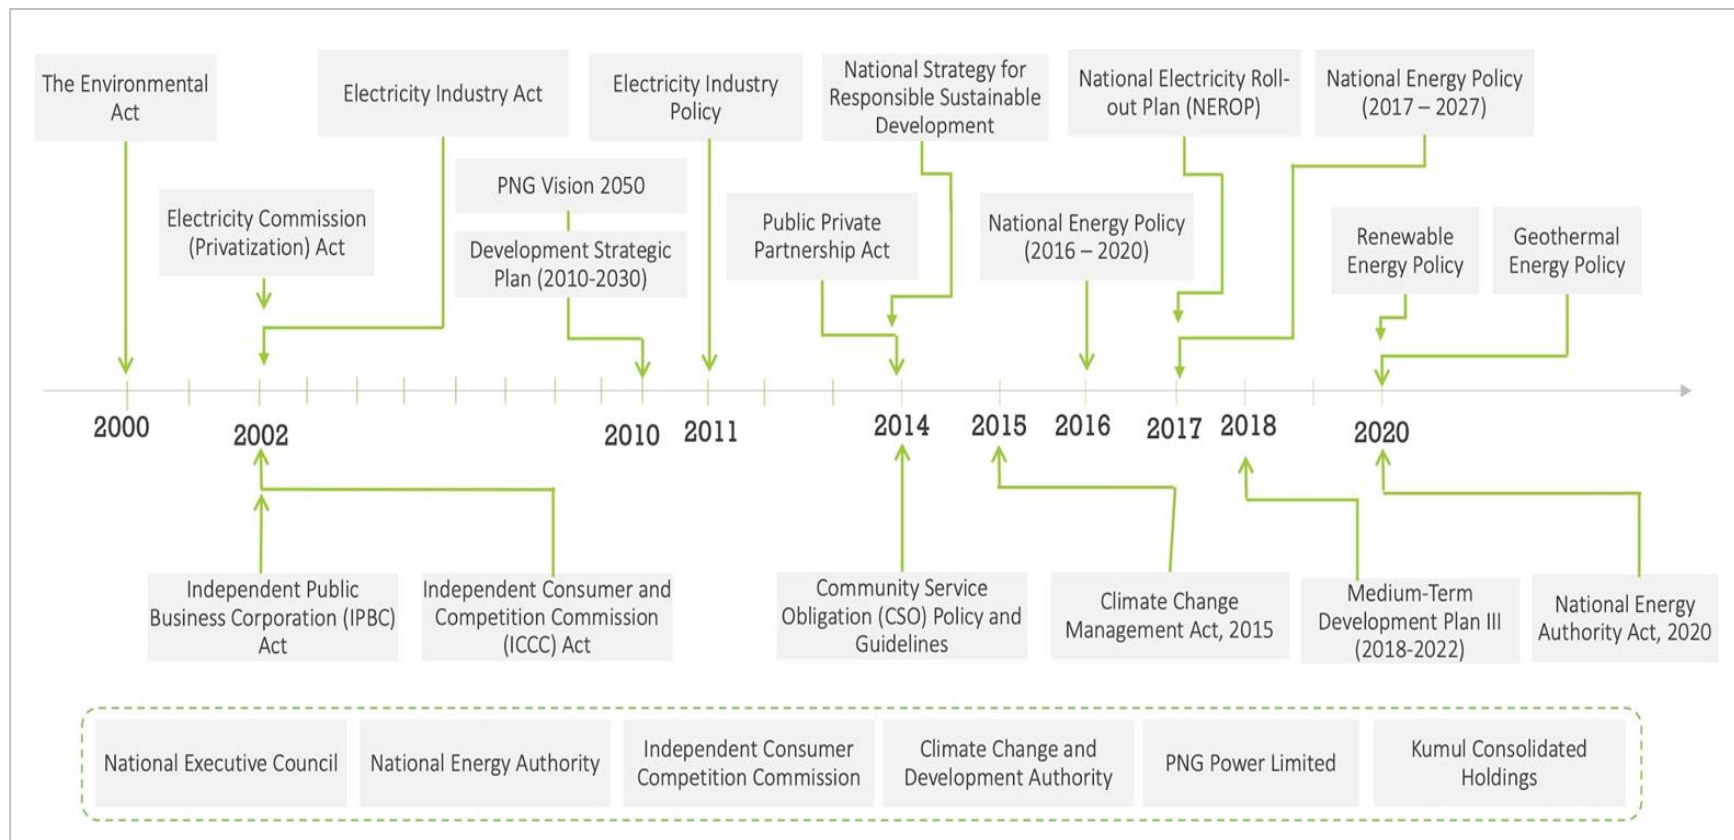 The Environmental
Act
Electricity Industry Act
Electricity Industry
Policy
National Strategy for
Responsible Sustainable
Development
National Electricity Roll-
out Plan (NEROP)
National Energy Policy
(2017 – 2027)
Electricity Commission
(Privatization) Act
PNG Vision 2050
Development Strategic
Plan (2010-2030)
Public Private
Partnership Act
National Energy Policy
(2016 – 2020)
Renewable
Energy Policy
Geothermal
Energy Policy
2000
2002
2010
2011
2014
2015
2016
2017
2018
2020
Independent Public
Business Corporation (IPBC)
Act
Independent Consumer and
Competition Commission
(ICCC) Act
Community Service
Obligation (CSO) Policy and
Guidelines
Climate Change
Management Act, 2015
Medium-Term
Development Plan III
(2018-2022)
National Energy
Authority Act, 2020
National Executive Council
National Energy Authority
Independent Consumer
Competition Commission
Climate Change and
Development Authority
PNG Power Limited
Kumul Consolidated
Holdings